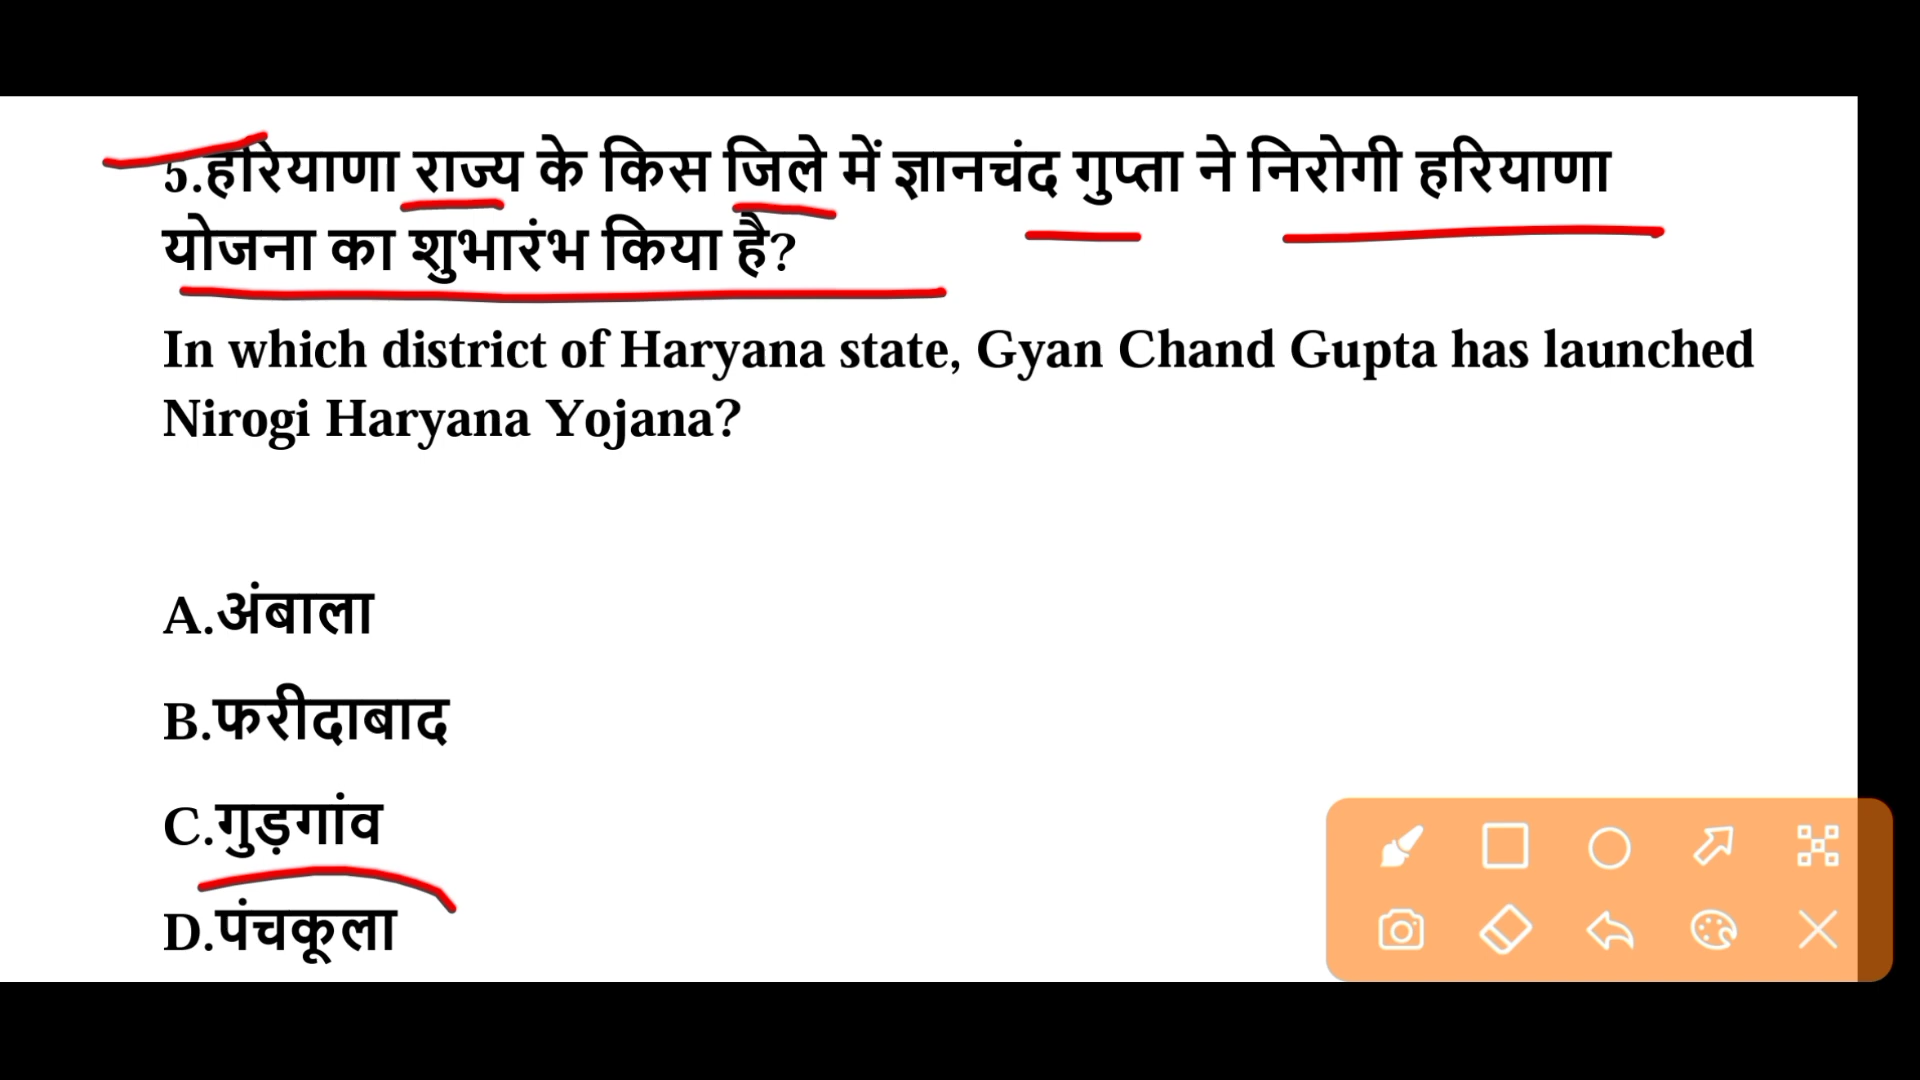 5.हरियाणा राज्य के किस जिले में ज्ञानचंद गुप्ता ने निरोगी हरियाणा
योजना का शुभारंभ किया है?
In which district of Haryana state, Gyan Chand Gupta has launched
Nirogi Haryana Yojana?
A.अंबाला
B.फरीदाबाद
C.गुड़गांव
D.पंचकूला